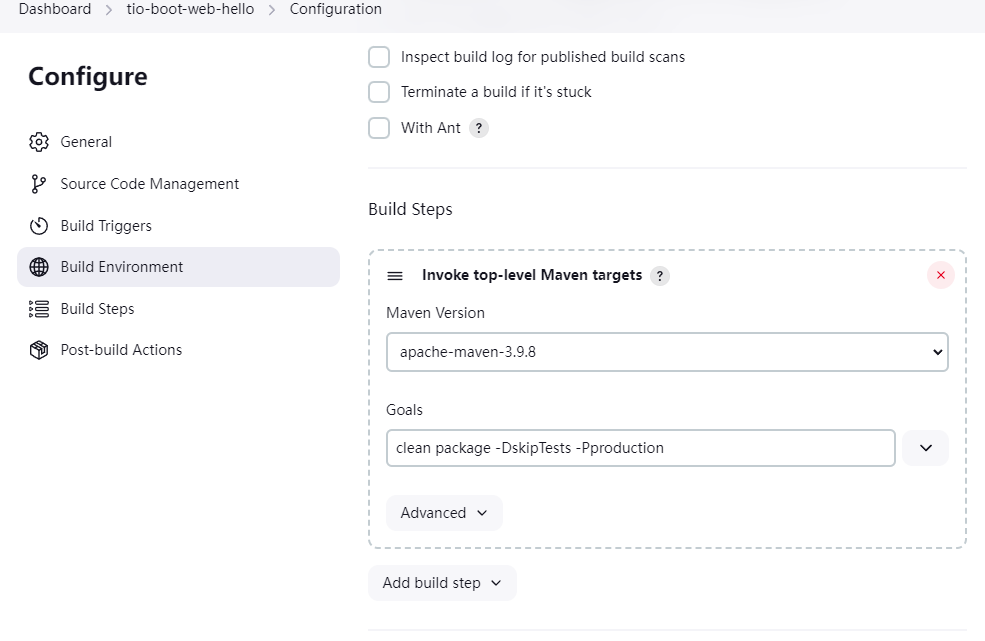 Dashboard > tio-boot-web-hello > Configuration
Configure
General
Source Code Management
Build Triggers
Build Environment
Build Steps
Post-build Actions
Inspect build log for published build scans
Terminate a build if it's stuck
With Ant ?
Build Steps
Invoke top-level Maven targets ?
Maven Version
apache-maven-3.9.8
Goals
clean package -DskipTests -Pproduction
Advanced
Add build step